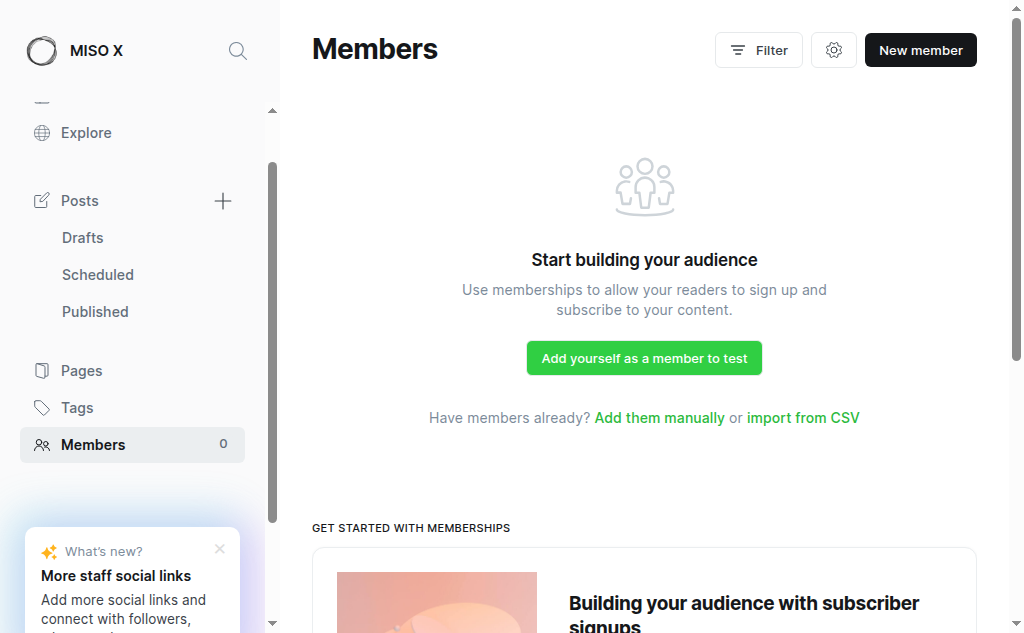 MISO X
Explore
Posts
Drafts
Scheduled
Published
Pages
Tags
Members 0
What's new?
More staff social links
Add more social links and
connect with followers,
Members
Filter
New member
Start building your audience
Use memberships to allow your readers to sign up and
subscribe to your content.
Add yourself as a member to test
Have members already? Add them manually or import from CSV
GET STARTED WITH MEMBERSHIPS
Building your audience with subscriber
signups